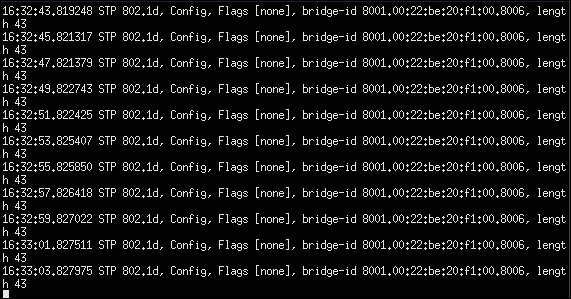 16:32:43.819248 STP 802.1d, Config, Flags [none], bridge-id 8001.00:22:be:20:f1:00.8006, lengt
h 43
16:32:45.821317 STP 802.1d, Config, Flags [none], bridge-id 8001.00:22:be:20:f1:00.8006, lengt
h 43
16:32:47.821379 STP 802.1d, Config, Flags [none], bridge-id 8001.00:22:be:20:f1:00.8006, lengt
h 43
16:32:49.822743 STP 802.1d, Config, Flags [none], bridge-id 8001.00:22:be:20:f1:00.8006, lengt
h 43
16:32:51.822425 STP 802.1d, Config, Flags [none], bridge-id 8001.00:22:be:20:f1:00.8006, lengt
h 43
16:32:53.825407 STP 802.1d, Config, Flags [none], bridge-id 8001.00:22:be:20:f1:00.8006, lengt
h 43
16:32:55.825850 STP 802.1d, Config, Flags [none], bridge-id 8001.00:22:be:20:f1:00.8006, lengt
h 43
16:32:57.826418 STP 802.1d, Config, Flags [none], bridge-id 8001.00:22:be:20:f1:00.8006, lengt
h 43
16:32:59.827022 STP 802.1d, Config, Flags [none], bridge-id 8001.00:22:be:20:f1:00.8006, lengt
h 43
16:33:01.827511 STP 802.1d, Config, Flags [none], bridge-id 8001.00:22:be:20:f1:00.8006, lengt
h 43
16:33:03.827975 STP 802.1d, Config, Flags [none], bridge-id 8001.00:22:be:20:f1:00.8006, lengt
h 43